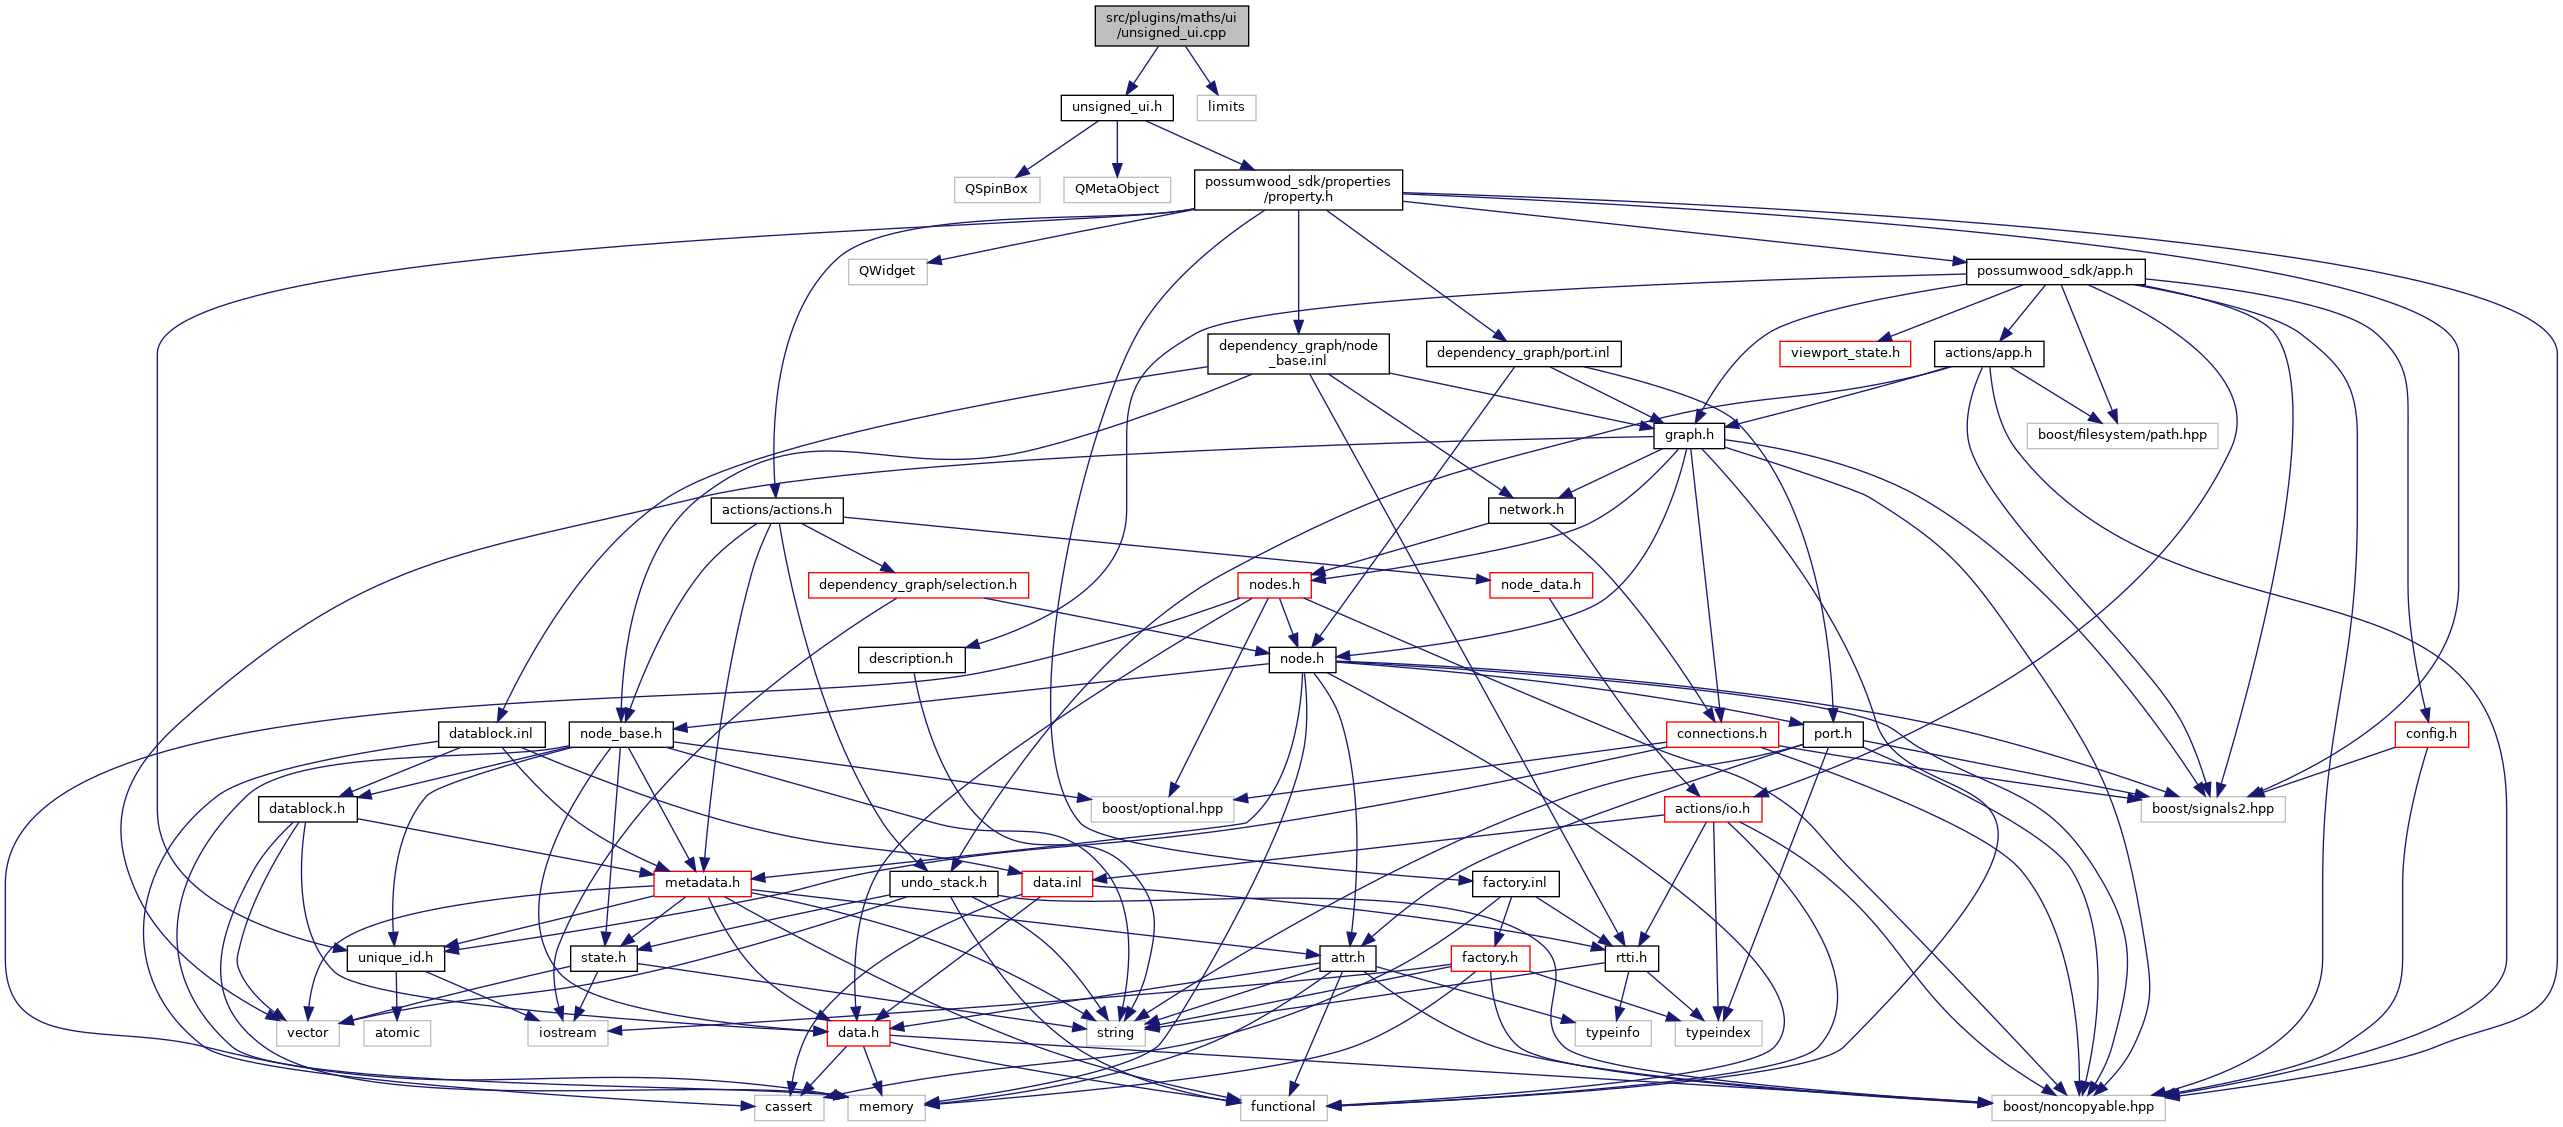 src/plugins/maths/ui
/unsigned_ui.cpp
unsigned_ui.h
limits
QSpinBox
QMetaObject
possumwood_sdk/properties
/property.h
QWidget
possumwood_sdk/app.h
dependency_graph/node
_base.inl
dependency_graph/port.inl
viewport_state.h
actions/app.h
graph.h
boost/filesystem/path.hpp
actions/actions.h
network.h
dependency_graph/selection.h
nodes.h
node_data.h
description.h
node.h
datablock.inl
node_base.h
connections.h
port.h
config.h
datablock.h
boost/optional.hpp
actions/io.h
boost/signals2.hpp
metadata.h
undo_stack.h
data.inl
factory.inl
unique_id.h
state.h
attr.h
factory.h
rtti.h
vector
atomic
iostream
data.h
string
typeinfo
typeindex
cassert
memory
functional
boost/noncopyable.hpp